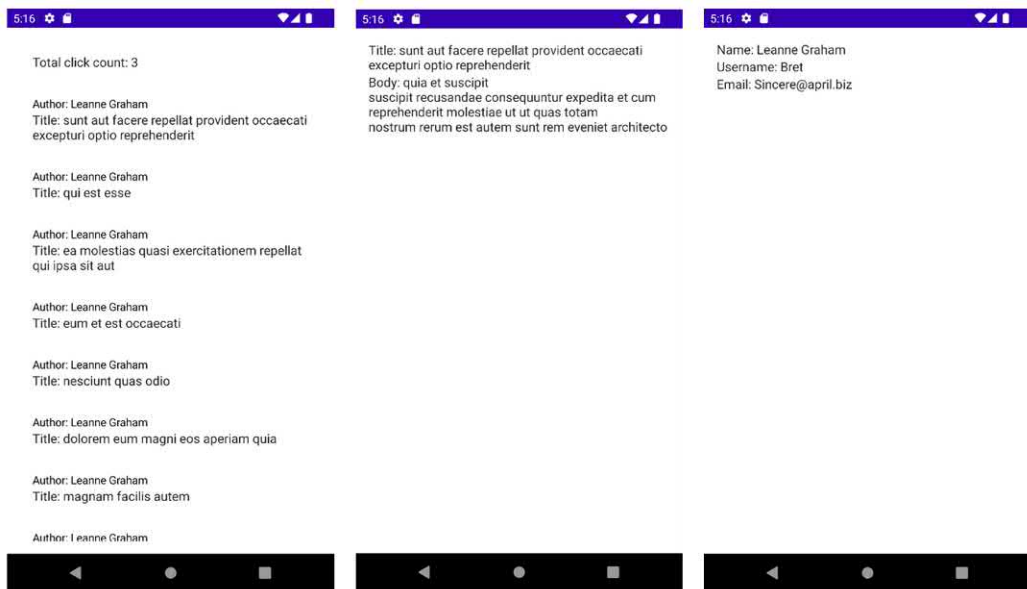 5:16
Total click count: 3
Author: Leanne Graham
Title: sunt aut facere repellat provident occaecati
excepturi optio reprehenderit
Author: Leanne Graham
Title: qui est esse
Author: Leanne Graham
Title: ea molestias quasi exercitationem repellat
qui ipsa sit aut
Author: Leanne Graham
Title: eum et est occaecati
Author: Leanne Graham
Title: nesciunt quas odio
Author: Leanne Graham
Title: dolorem eum magni eos aperiam quia
Author: Leanne Graham
Title: magnam facilis autem
Author: Leanne Graham
5:16
Title: sunt aut facere repellat provident occaecati
excepturi optio reprehenderit
Body: quia et suscipit
suscipit recusandae consequuntur expedita et cum
reprehenderit molestiae ut ut quas totam
nostrum rerum est autem sunt rem eveniet architecto
5:16
Name: Leanne Graham
Username: Bret
Email: Sincere@april.biz